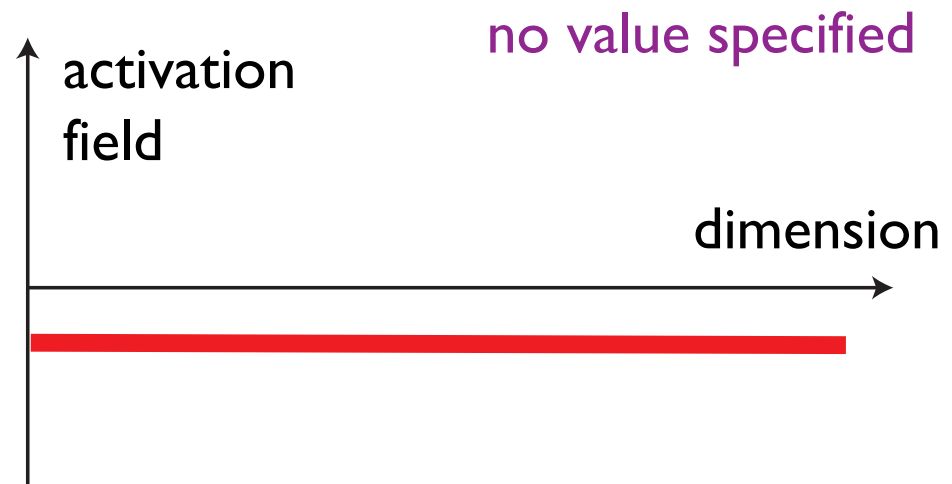 no value specified
activation
field
dimension